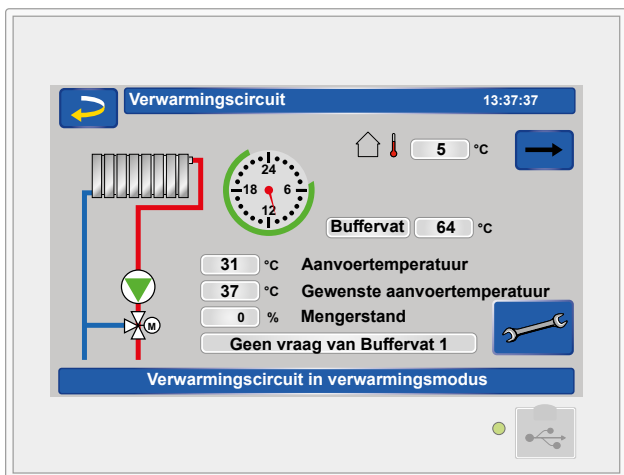 Verwarmingscircuit 13:37:37
5 °C
24
18 6
12
Buffervat 64 °C
31 °C Aanvoertemperatuur
37 °C Gewenste aanvoertemperatuur
0 % Mengerstand
M
Geen vraag van Buffervat 1
Verwarmingscircuit in verwarmingsmodus